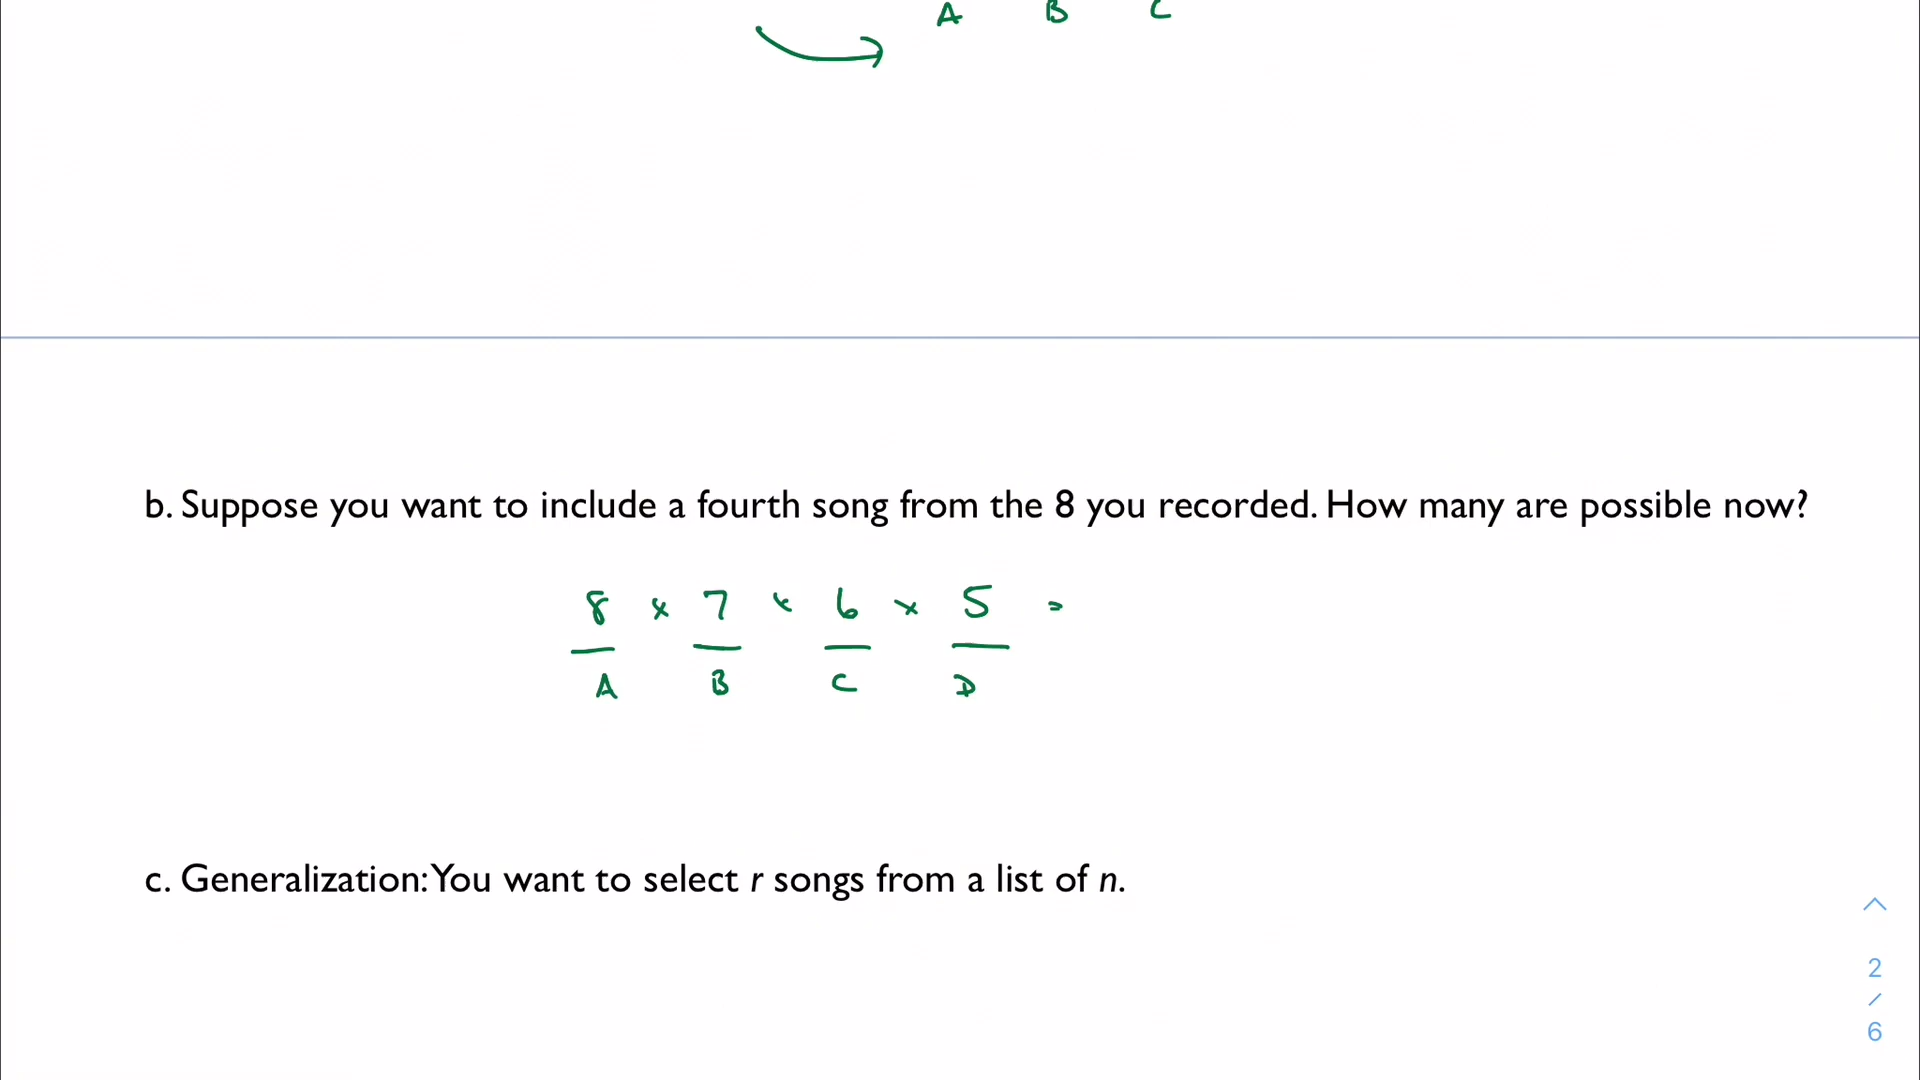 A B C
b. Suppose you want to include a fourth song from the 8 you recorded. How many are possible now?
8 × 7 × 6 × 5 =
A B C D
c. Generalization: You want to select r songs from a list of n.
2
/
6